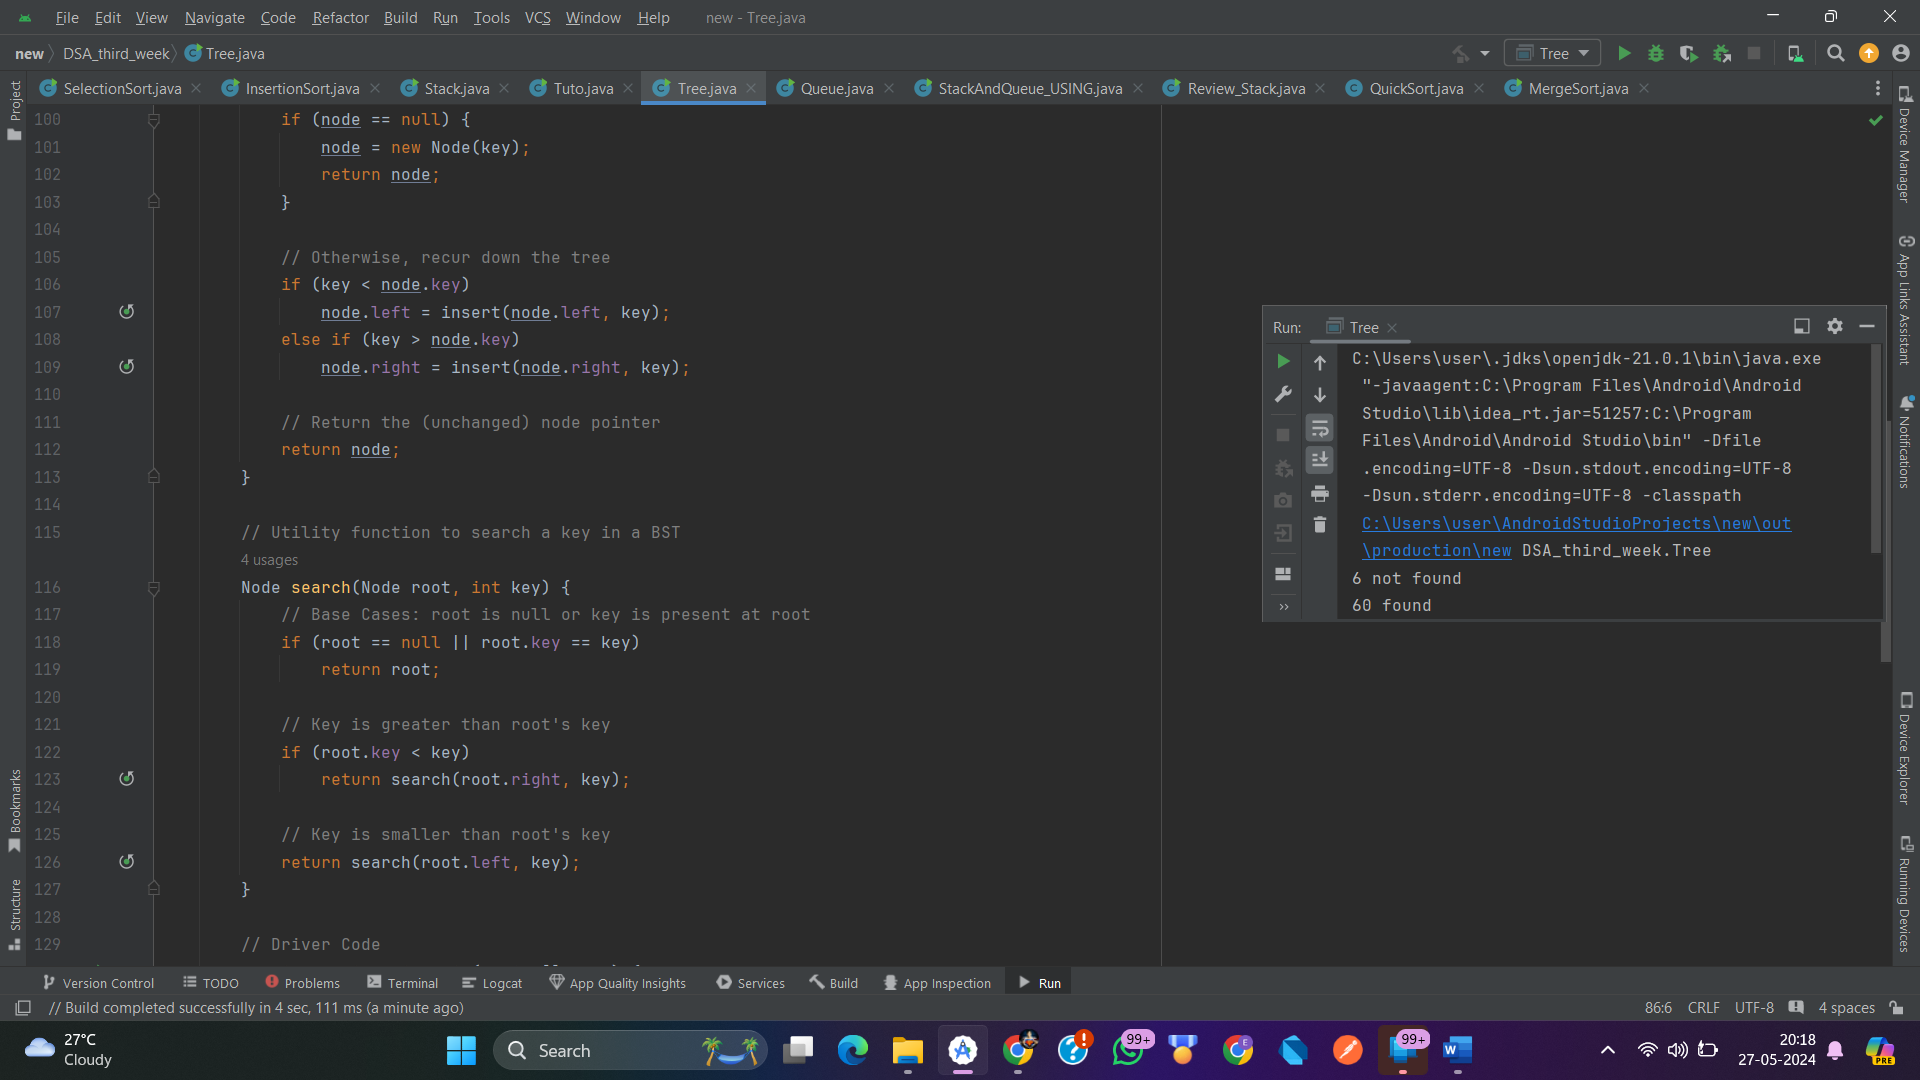 File Edit View Navigate Code Refactor Build Run Tools VCS Window Help new - Tree.java
new DSA_third_week Tree.java Tree
SelectionSort.java InsertionSort.java Stack.java Tuto.java Tree.java Queue.java StackAndQueue_USING.java Review_Stack.java QuickSort.java MergeSort.java
Project
Bookmarks
Structure
100 if (node == null) {
101 node = new Node(key);
102 return node;
103 }
104
105 // Otherwise, recur down the tree
106 if (key < node.key)
107 node.left = insert(node.left, key);
108 else if (key > node.key)
109 node.right = insert(node.right, key);
110
111 // Return the (unchanged) node pointer
112 return node;
113 }
114
115 // Utility function to search a key in a BST
4 usages
116 Node search(Node root, int key) {
117 // Base Cases: root is null or key is present at root
118 if (root == null || root.key == key)
119 return root;
120
121 // Key is greater than root's key
122 if (root.key < key)
123 return search(root.right, key);
124
125 // Key is smaller than root's key
126 return search(root.left, key);
127 }
128
129 // Driver Code
Run: Tree
C:\Users\user\.jdks\openjdk-21.0.1\bin\java.exe
"-javaagent:C:\Program Files\Android\Android
Studio\lib\idea_rt.jar=51257:C:\Program
Files\Android\Android Studio\bin" -Dfile
.encoding=UTF-8 -Dsun.stdout.encoding=UTF-8
-Dsun.stderr.encoding=UTF-8 -classpath
C:\Users\user\AndroidStudioProjects\new\out
\production\new DSA_third_week.Tree
6 not found
60 found
Device Manager
App Links Assistant
Notifications
Device Explorer
Running Devices
Version Control TODO Problems Terminal Logcat App Quality Insights Services Build App Inspection Run
// Build completed successfully in 4 sec, 111 ms (a minute ago) 86:6 CRLF UTF-8 4 spaces
27°C
Cloudy
Search
99+
E
99+
20:18
27-05-2024
PRE